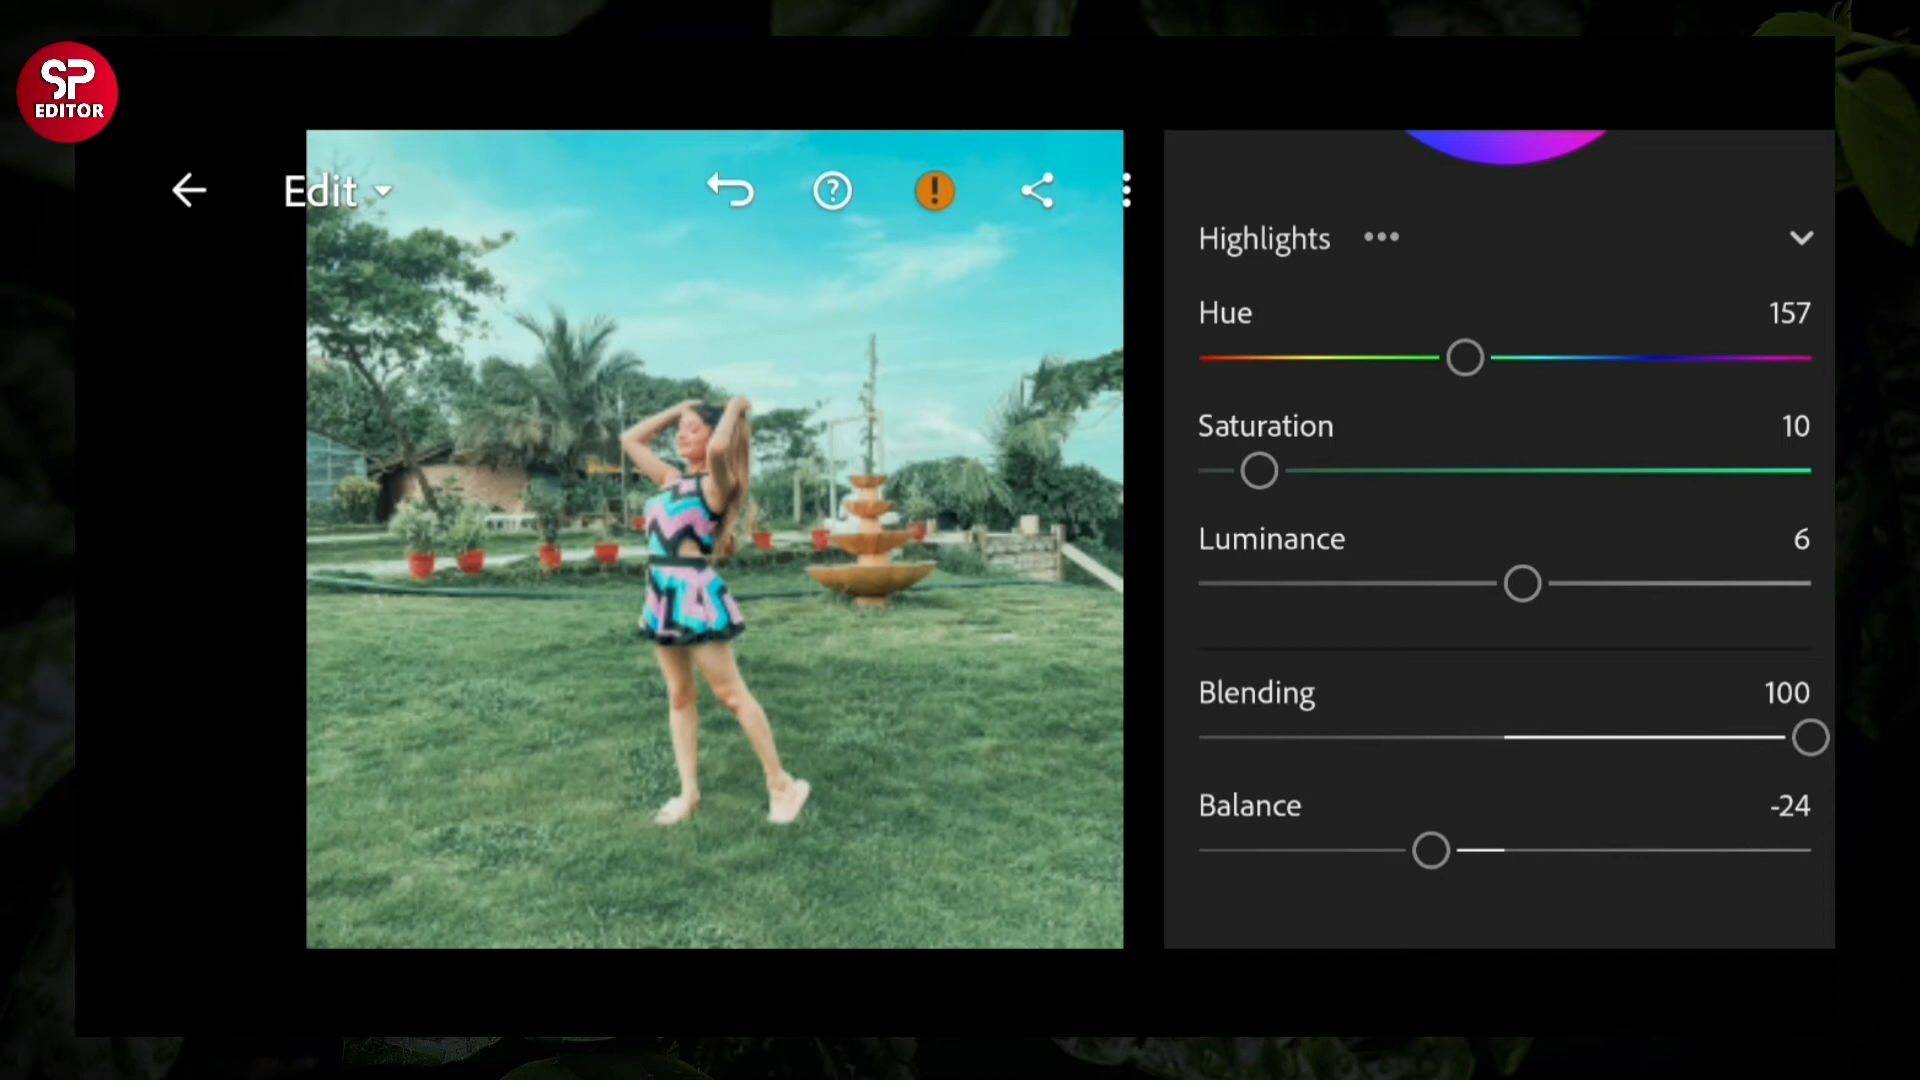 SP
EDITOR
Edit
Highlights
Hue 157
Saturation 10
Luminance 6
Blending 100
Balance -24